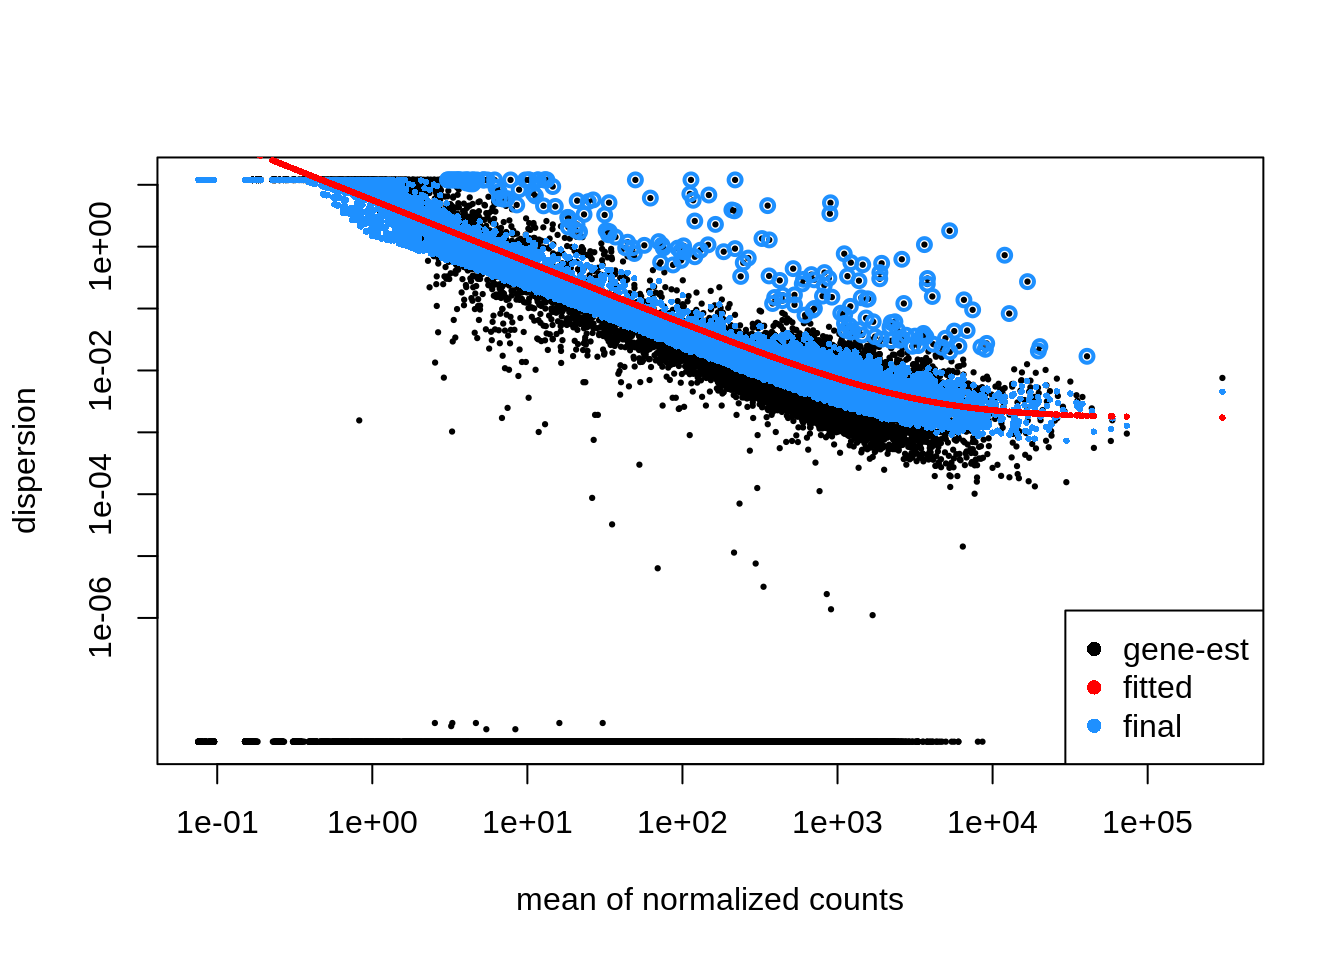 1e+00
1e-02
1e-04
1e-06
dispersion
gene-est
fitted
final
1e-01 1e+00 1e+01 1e+02 1e+03 1e+04 1e+05
mean of normalized counts